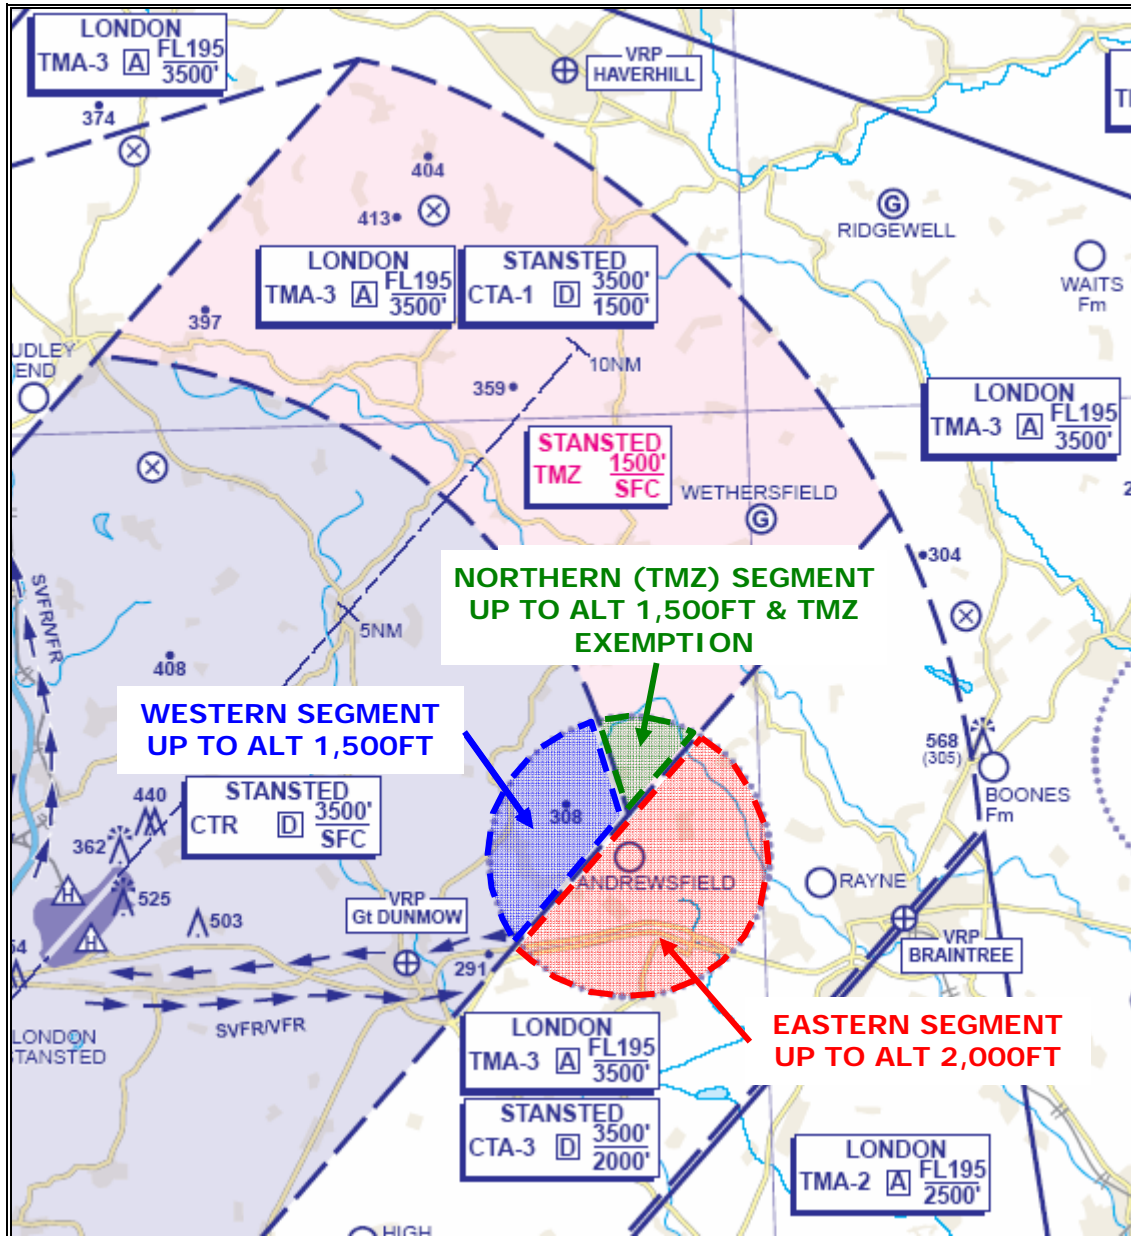 LONDON
TMA-3 A FL195
3500'
VRP
HAVERHILL
374
404
413
RIDGEWELL
WAITS
Fm
LONDON
TMA-3 A FL195
3500'
STANSTED
CTA-1 D 3500'
1500'
397
UDLEY
END
10NM
359
LONDON
TMA-3 A FL195
3500'
STANSTED
TMZ 1500'
SFC
WETHERSFIELD
G
G
304
NORTHERN (TMZ) SEGMENT
UP TO ALT 1,500FT & TMZ
EXEMPTION
SVFR/VFR
5NM
408
WESTERN SEGMENT
UP TO ALT 1,500FT
568
(305)
BOONES
Fm
STANSTED
CTR D 3500'
SFC
440
362
308
H
525
ANDREWSFIELD
RAYNE
503
VRP
Gt DUNMOW
H
VRP
BRAINTREE
54
291
SVFR/VFR
LONDON
STANSTED
EASTERN SEGMENT
UP TO ALT 2,000FT
LONDON
TMA-3 A FL195
3500'
STANSTED
CTA-3 D 3500'
2000'
LONDON
TMA-2 A FL195
2500'
HIGH